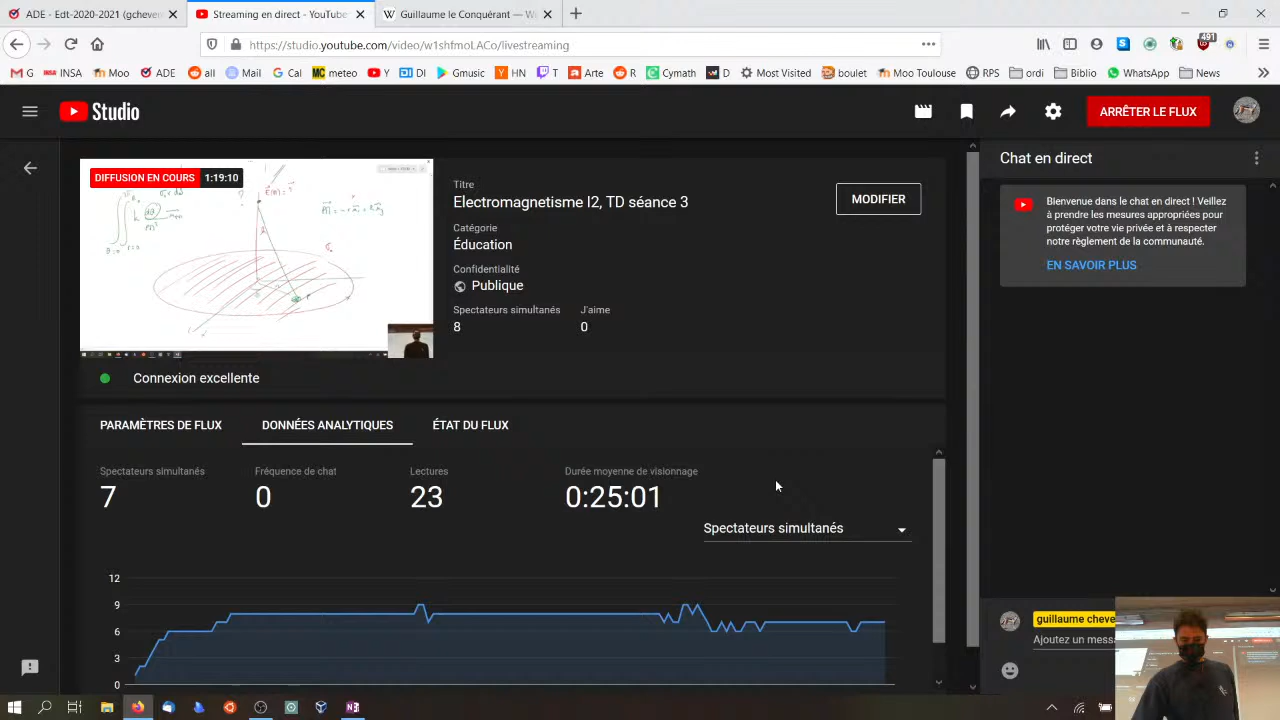 ADE - Edt-2020-2021 (gchevem
Streaming en direct - YouTube
Guillaume le Conquérant — Wi
https://studio.youtube.com/video/w1shfmoLACo/livestreaming
491
G
INSA
Moo
ADE
all
Mail
Cal
meteo
Y
DI
Gmusic
HN
T
Arte
R
Cymath
D
Most Visited
boulet
Moo Toulouse
RPS
ordi
Biblio
WhatsApp
News
Studio
ARRÊTER LE FLUX
DIFFUSION EN COURS 1:19:10
Titre
Electromagnetisme I2, TD séance 3
MODIFIER
Catégorie
Éducation
Confidentialité
Publique
Spectateurs simultanés J'aime
8 0
Connexion excellente
Chat en direct
Bienvenue dans le chat en direct ! Veillez
à prendre les mesures appropriées pour
protéger votre vie privée et à respecter
notre règlement de la communauté.
EN SAVOIR PLUS
PARAMÈTRES DE FLUX DONNÉES ANALYTIQUES ÉTAT DU FLUX
Spectateurs simultanés Fréquence de chat Lectures Durée moyenne de visionnage
7 0 23 0:25:01
Spectateurs simultanés
12
9
6
3
0
guillaume cheve
Ajoutez un mess